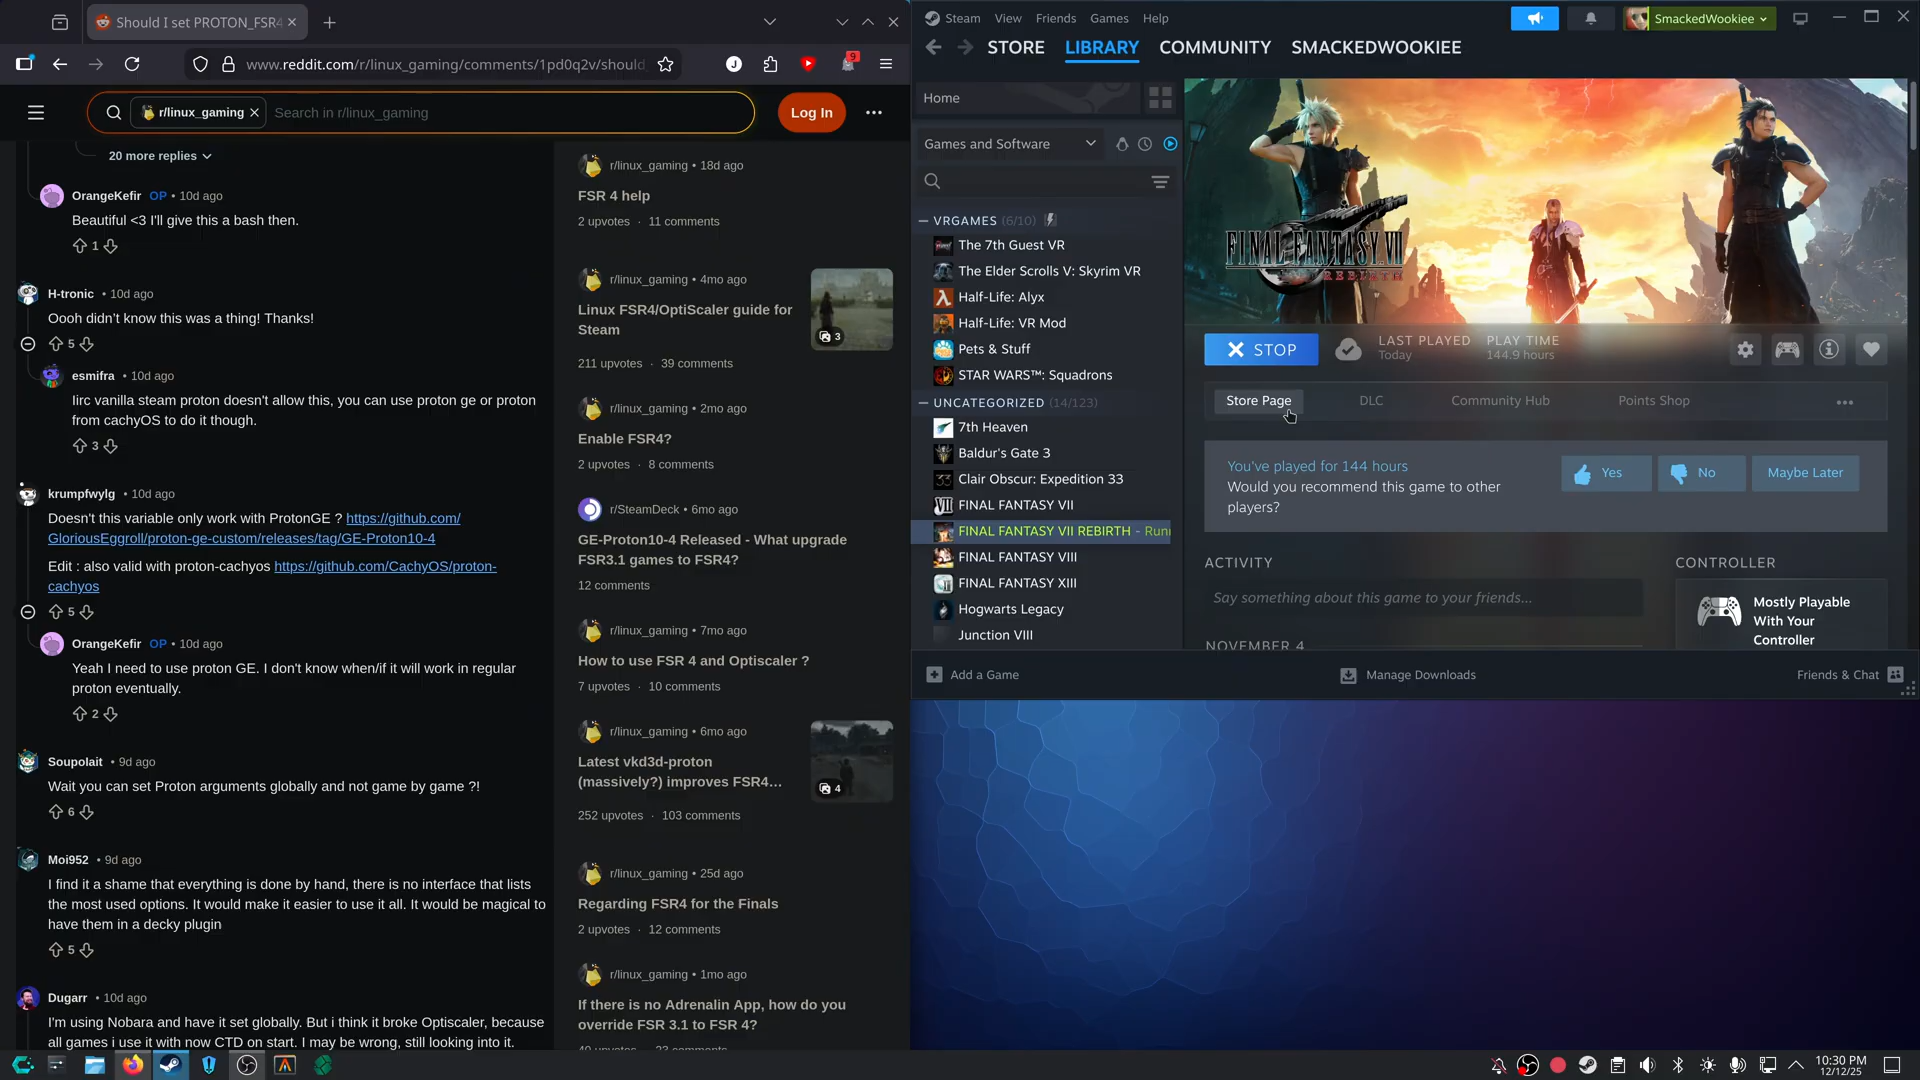 Should I set PROTON_FSR4
www.reddit.com/r/linux_gaming/comments/1pd0q2v/should
9
r/linux_gaming
Search in r/linux_gaming
Log In
20 more replies
OrangeKefir OP • 10d ago
Beautiful <3 I'll give this a bash then.
1
H-tronic • 10d ago
Oooh didn't know this was a thing! Thanks!
5
esmifra • 10d ago
Iirc vanilla steam proton doesn't allow this, you can use proton ge or proton
from cachyOS to do it though.
3
krumpfwylg • 10d ago
Doesn't this variable only work with ProtonGE ? https://github.com/
GloriousEggroll/proton-ge-custom/releases/tag/GE-Proton10-4
Edit : also valid with proton-cachyos https://github.com/CachyOS/proton-
cachyos
5
OrangeKefir OP • 10d ago
Yeah I need to use proton GE. I don't know when/if it will work in regular
proton eventually.
2
Soupolait • 9d ago
Wait you can set Proton arguments globally and not game by game ?!
6
Moi952 • 9d ago
I find it a shame that everything is done by hand, there is no interface that lists
the most used options. It would make it easier to use it all. It would be magical to
have them in a decky plugin
5
Dugarr • 10d ago
I'm using Nobara and have it set globally. But i think it broke Optiscaler, because
all games i use it with now CTD on start. I may be wrong, still looking into it.
r/linux_gaming • 18d ago
FSR 4 help
2 upvotes · 11 comments
r/linux_gaming • 4mo ago
Linux FSR4/OptiScaler guide for
Steam
3
211 upvotes · 39 comments
r/linux_gaming • 2mo ago
Enable FSR4?
2 upvotes · 8 comments
r/SteamDeck • 6mo ago
GE-Proton10-4 Released - What upgrade
FSR3.1 games to FSR4?
12 comments
r/linux_gaming • 7mo ago
How to use FSR 4 and Optiscaler ?
7 upvotes · 10 comments
r/linux_gaming • 6mo ago
Latest vkd3d-proton
(massively?) improves FSR4...
4
252 upvotes · 103 comments
r/linux_gaming • 25d ago
Regarding FSR4 for the Finals
2 upvotes · 12 comments
r/linux_gaming • 1mo ago
If there is no Adrenalin App, how do you
override FSR 3.1 to FSR 4?
40 upvotes · 23 comments
Steam View Friends Games Help
SmackedWookiee
STORE LIBRARY COMMUNITY SMACKEDWOOKIEE
Home
Games and Software
VRGAMES (6/10)
The 7th Guest VR
The Elder Scrolls V: Skyrim VR
Half-Life: Alyx
Half-Life: VR Mod
Pets & Stuff
STAR WARS™: Squadrons
UNCATEGORIZED (14/123)
7th Heaven
Baldur's Gate 3
Clair Obscur: Expedition 33
FINAL FANTASY VII
FINAL FANTASY VII REBIRTH - Runn
FINAL FANTASY VIII
FINAL FANTASY XIII
Hogwarts Legacy
Junction VIII
FINAL FANTASY VII
REBIRTH
STOP
LAST PLAYED
Today
PLAY TIME
144.9 hours
Store Page
DLC
Community Hub
Points Shop
You've played for 144 hours
Would you recommend this game to other
players?
Yes
No
Maybe Later
ACTIVITY
Say something about this game to your friends...
NOVEMBER 4
CONTROLLER
Mostly Playable
With Your
Controller
Add a Game
Manage Downloads
Friends & Chat
10:30 PM
12/12/25